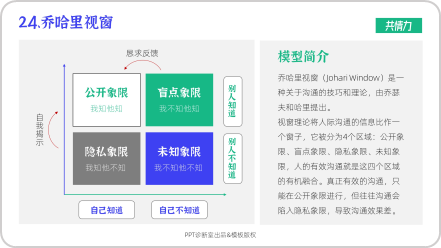 24.乔哈里视窗
共情力
恳求反馈
公开象限
我知他知
盲点象限
我不知他知
别人知道
自我揭示
隐私象限
我知他不知
未知象限
我不知他不知
别人不知道
自己知道
自己不知道
模型简介
乔哈里视窗（Johari Window）是一
种关于沟通的技巧和理论，由乔瑟
夫和哈里提出。
视窗理论将人际沟通的信息比作一
个窗子，它被分为4个区域：公开象
限、盲点象限、隐私象限、未知象
限，人的有效沟通就是这四个区域
的有机融合。真正有效的沟通，只
能在公开象限进行，但往往沟通会
陷入隐私象限，导致沟通效果差。
PPT诊断室出品&模板版权